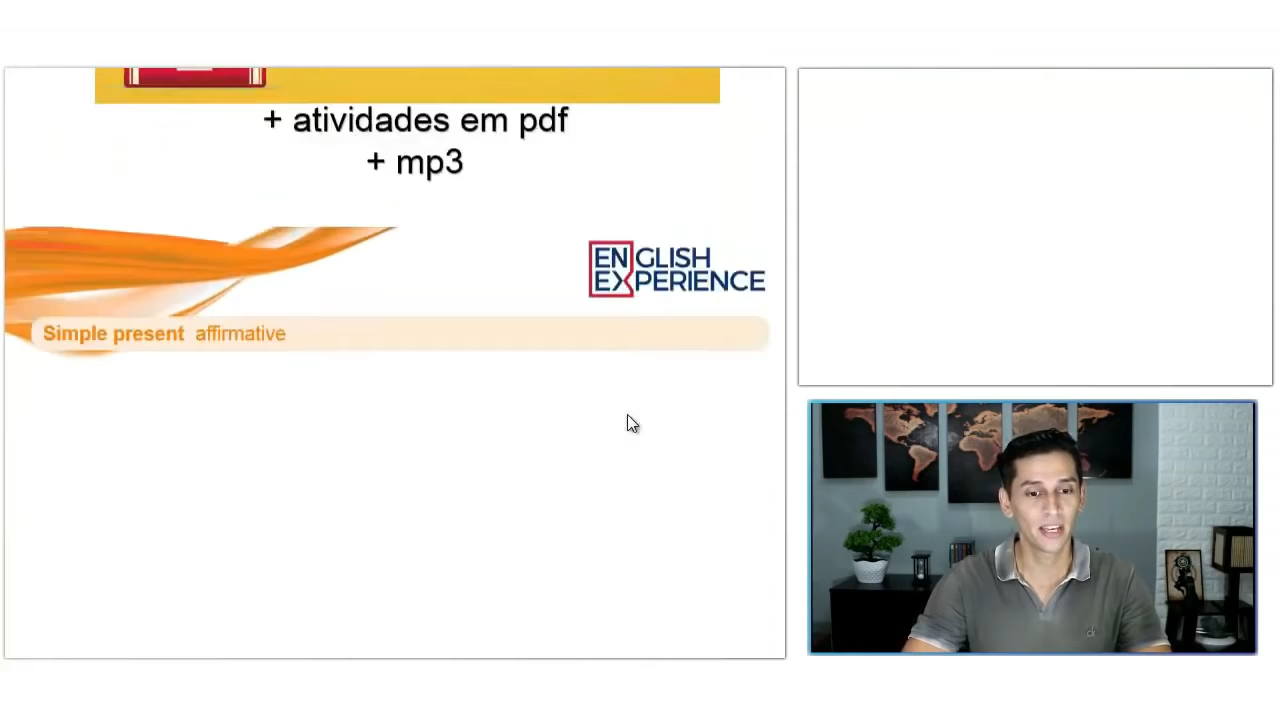 + atividades em pdf
+ mp3
ENGLISH
EXPERIENCE
Simple present affirmative